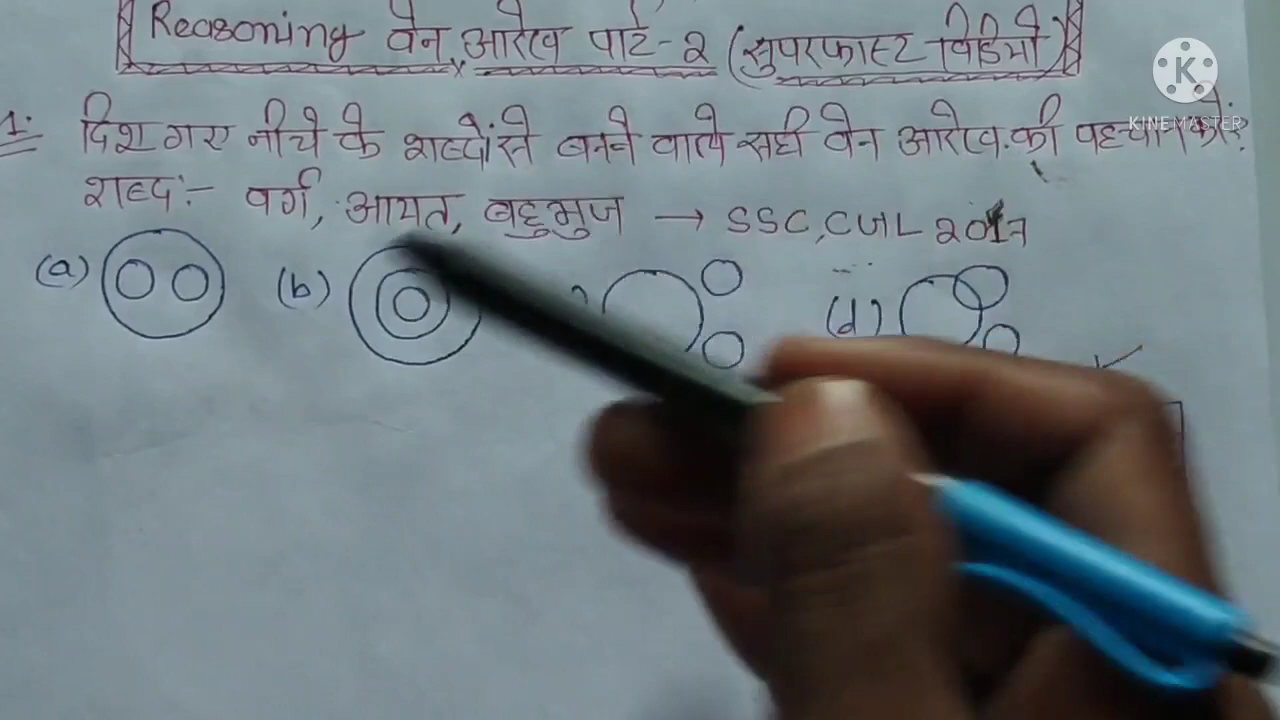 Reasoning वेन आरेख पार्ट-2 (सुपरफास्ट विडियो)
K
KINEMASTER
1: दिए गए नीचे के शब्दों से बनने वाले सही वेन आरेख की पहचान करो?
शब्द:- वर्ग, आयत, बहुभुज → SSC, CGL 2017
(a) (b) (d)